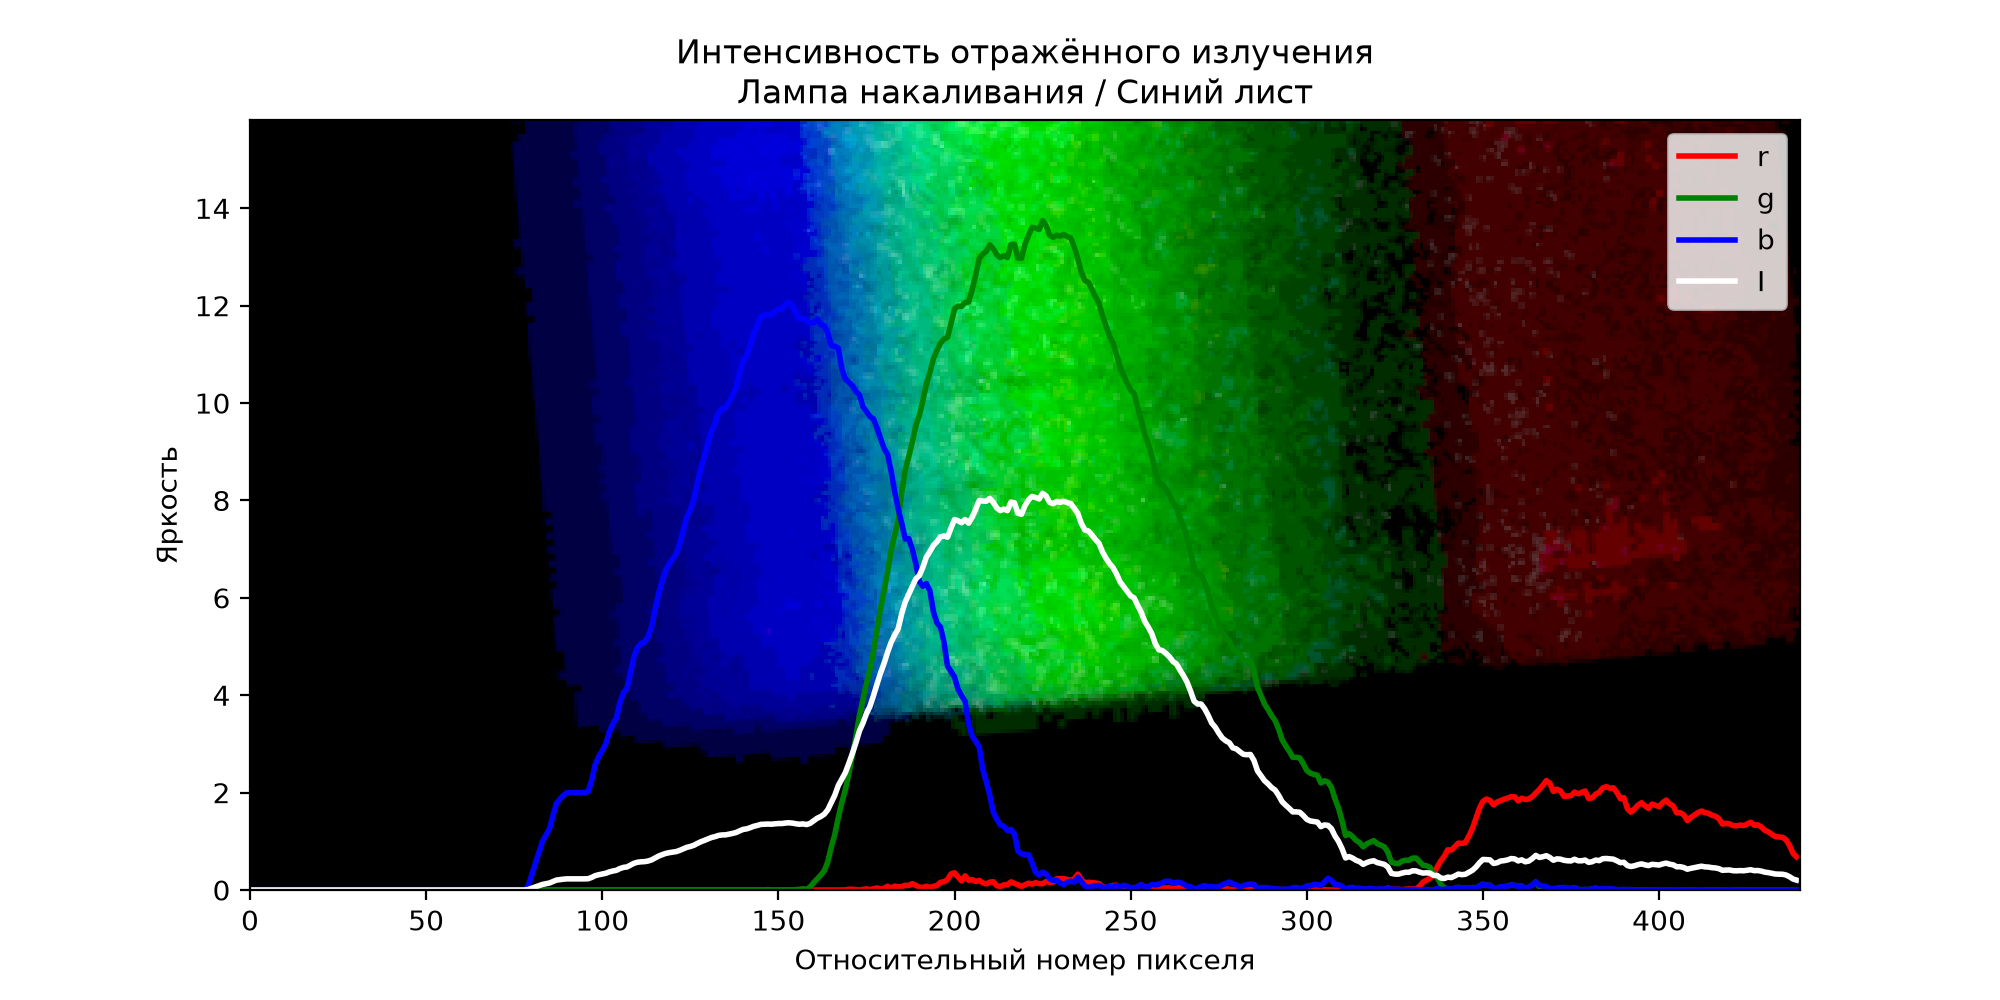 Интенсивность отражённого излучения
Лампа накаливания / Синий лист
r
g
b
l
Яркость
14
12
10
8
6
4
2
0
0 50 100 150 200 250 300 350 400
Относительный номер пикселя